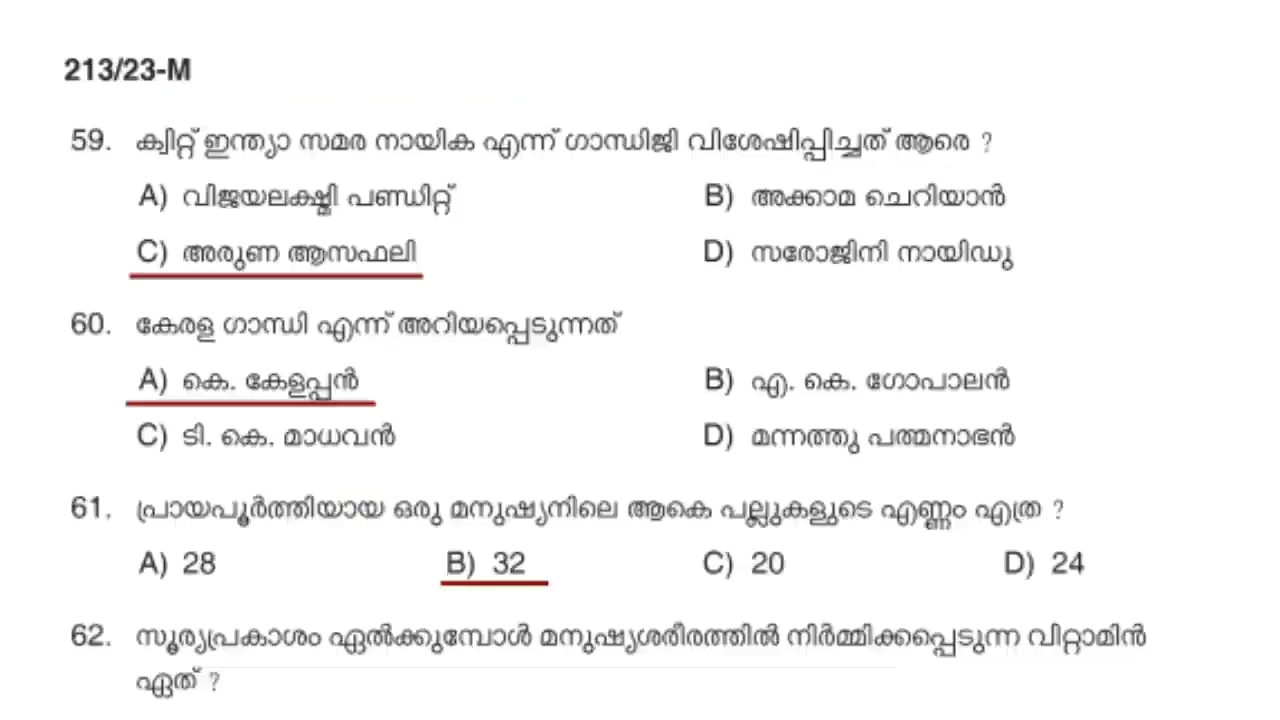 213/23-M
59. ക്വിറ്റ് ഇന്ത്യാ സമര നായിക എന്ന് ഗാന്ധിജി വിശേഷിപ്പിച്ചത് ആരെ ?
A) വിജയലക്ഷ്മി പണ്ഡിറ്റ് B) അക്കാമ ചെറിയാൻ
C) അരുണ ആസഫലി D) സരോജിനി നായിഡു
60. കേരള ഗാന്ധി എന്ന് അറിയപ്പെടുന്നത്
A) കെ. കേളപ്പൻ B) എ. കെ. ഗോപാലൻ
C) ടി. കെ. മാധവൻ D) മന്നത്തു പത്മനാഭൻ
61. പ്രായപൂർത്തിയായ ഒരു മനുഷ്യനിലെ ആകെ പല്ലുകളുടെ എണ്ണം എത്ര ?
A) 28 B) 32 C) 20 D) 24
62. സൂര്യപ്രകാശം ഏൽക്കുമ്പോൾ മനുഷ്യശരീരത്തിൽ നിർമ്മിക്കപ്പെടുന്ന വിറ്റാമിൻ
ഏത് ?